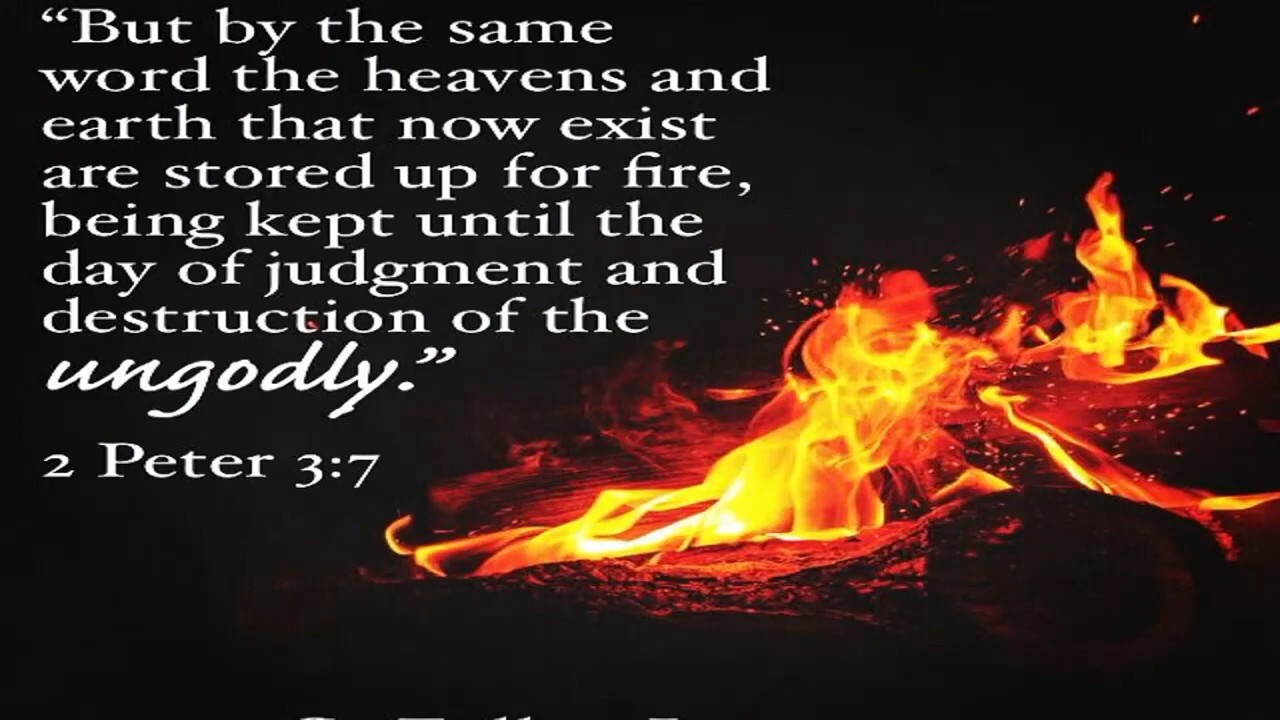 “But by the same
word the heavens and
earth that now exist
are stored up for fire,
being kept until the
day of judgment and
destruction of the
ungodly.”
2 Peter 3:7